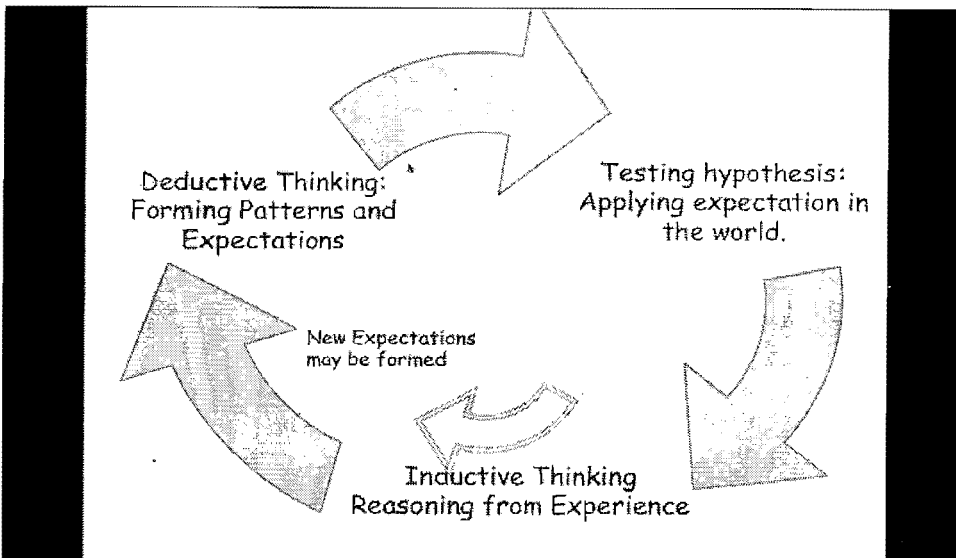 Deductive Thinking:
Forming Patterns and
Expectations
Testing hypothesis:
Applying expectation in
the world.
New Expectations
may be formed
Inductive Thinking
Reasoning from Experience